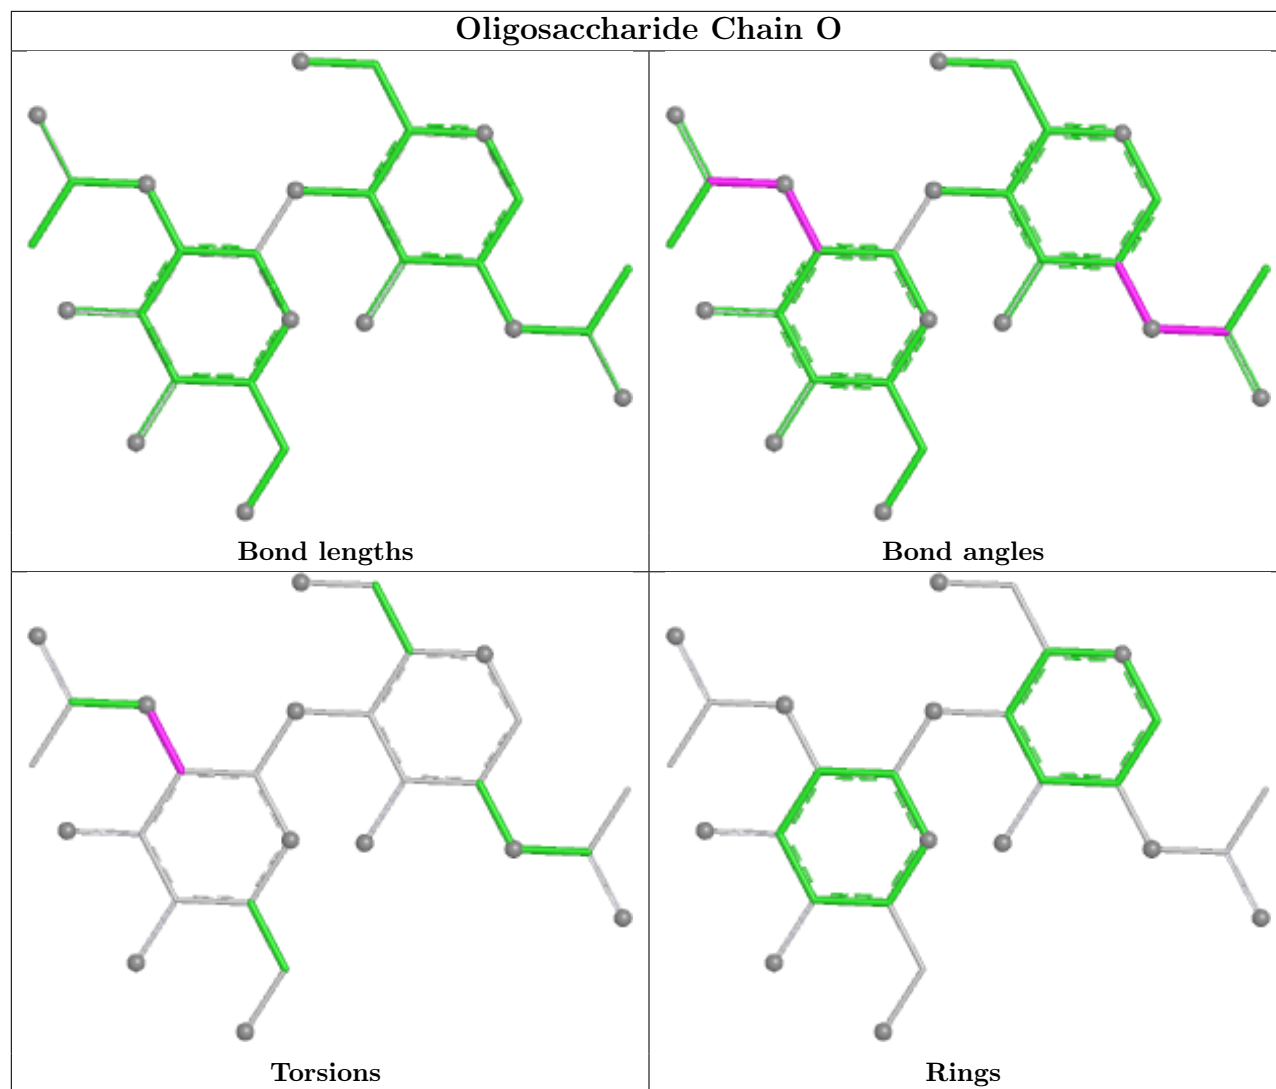 Oligosaccharide Chain O
Bond lengths
Bond angles
Torsions
Rings